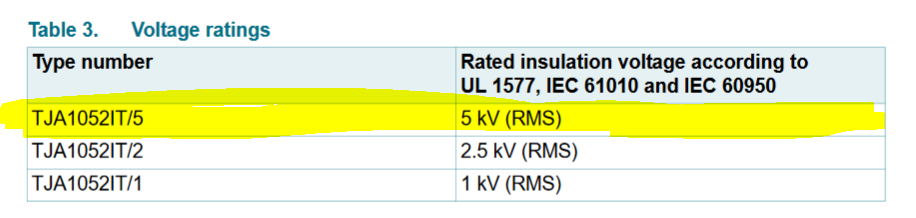 Table 3. Voltage ratings
Type number
Rated insulation voltage according to
UL 1577, IEC 61010 and IEC 60950
TJA1052IT/5 5 kV (RMS)
TJA1052IT/2 2.5 kV (RMS)
TJA1052IT/1 1 kV (RMS)